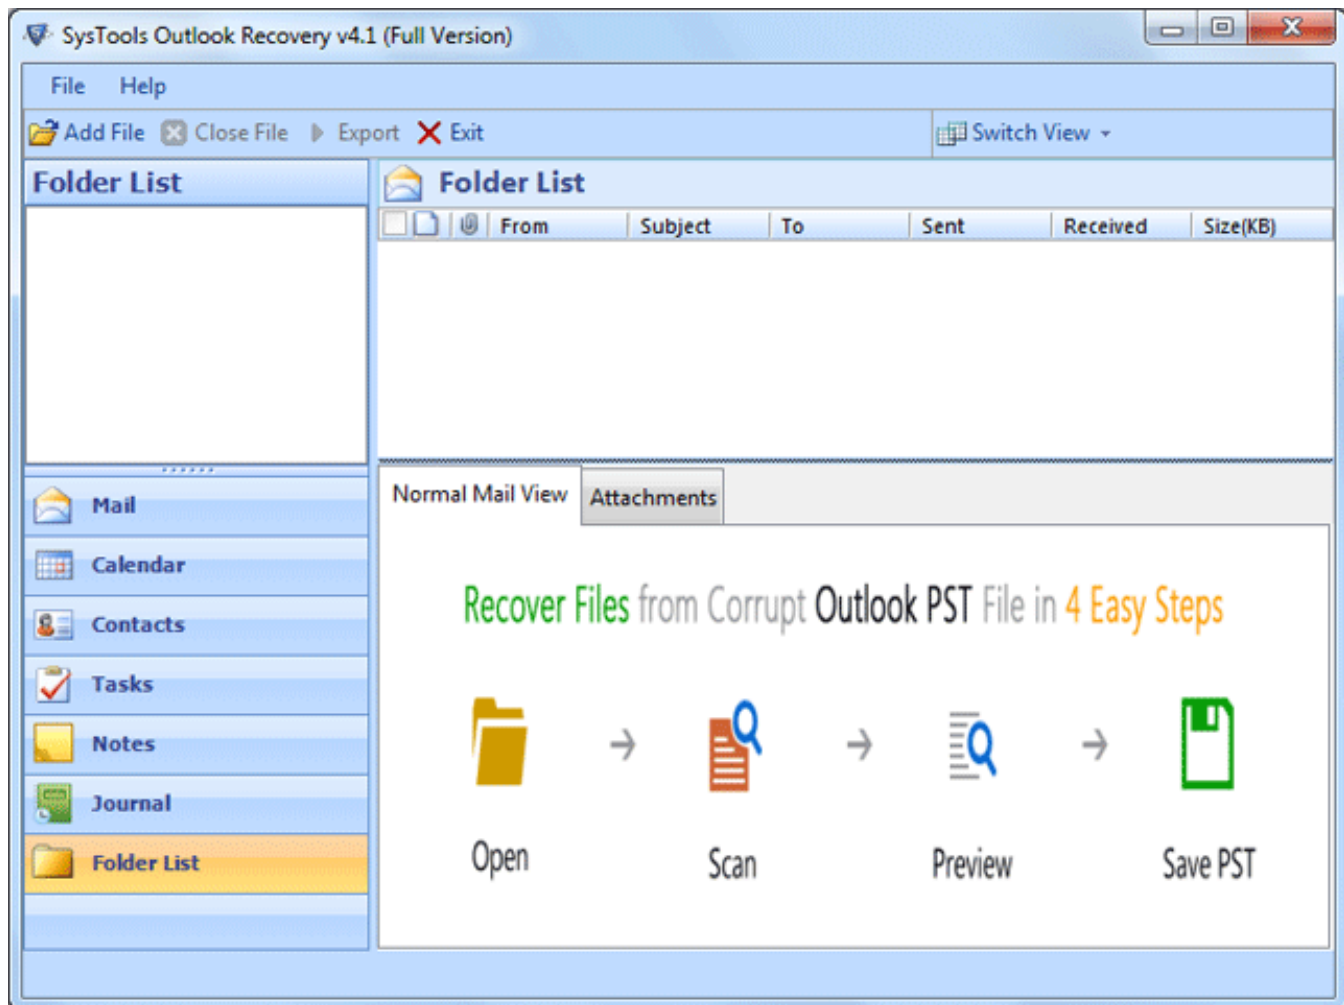 SysTools Outlook Recovery v4.1 (Full Version)
File Help
Add File Close File Export Exit Switch View
Folder List
Folder List
From Subject To Sent Received Size(KB)
Mail
Calendar
Contacts
Tasks
Notes
Journal
Folder List
Normal Mail View Attachments
Recover Files from Corrupt Outlook PST File in 4 Easy Steps
Open Scan Preview Save PST